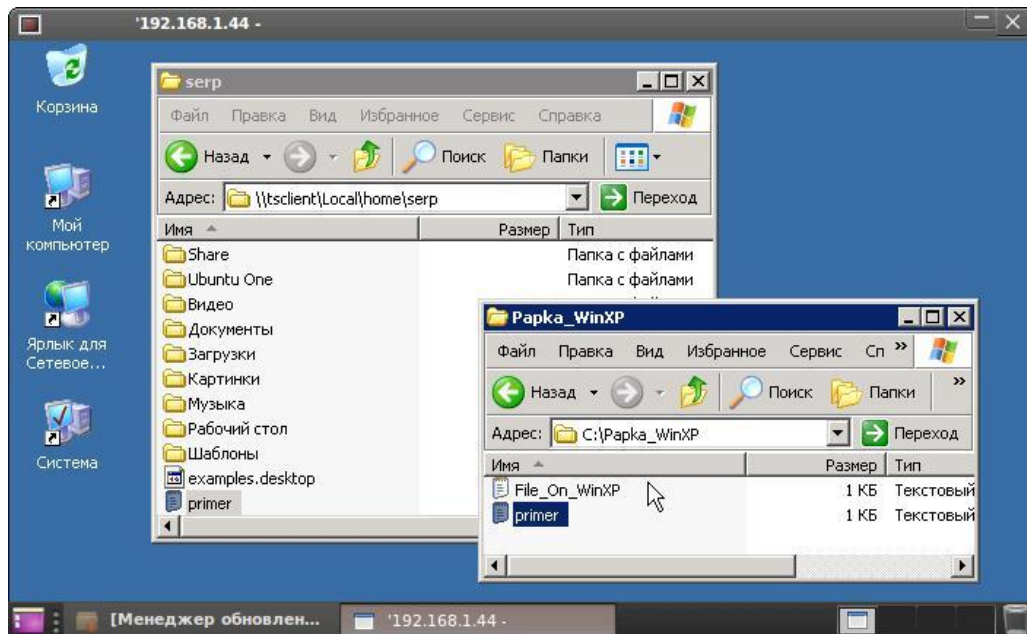 '192.168.1.44 -
Корзина
Мой
компьютер
Ярлык для
Сетевое...
Система
serp
Файл Правка Вид Избранное Сервис Справка
Назад Поиск Папки
Адрес: \\tsclient\Local\home\serp Переход
Имя Размер Тип
Share Папка с файлами
Ubuntu One Папка с файлами
Видео
Документы
Загрузки
Картинки
Музыка
Рабочий стол
Шаблоны
examples.desktop
primer
Papka_WinXP
Файл Правка Вид Избранное Сервис Сп »
Назад Поиск Папки »
Адрес: C:\Papka_WinXP Переход
Имя Размер Тип
File_On_WinXP 1 КБ Текстовый
primer 1 КБ Текстовый
[Менеджер обновлен... '192.168.1.44 -